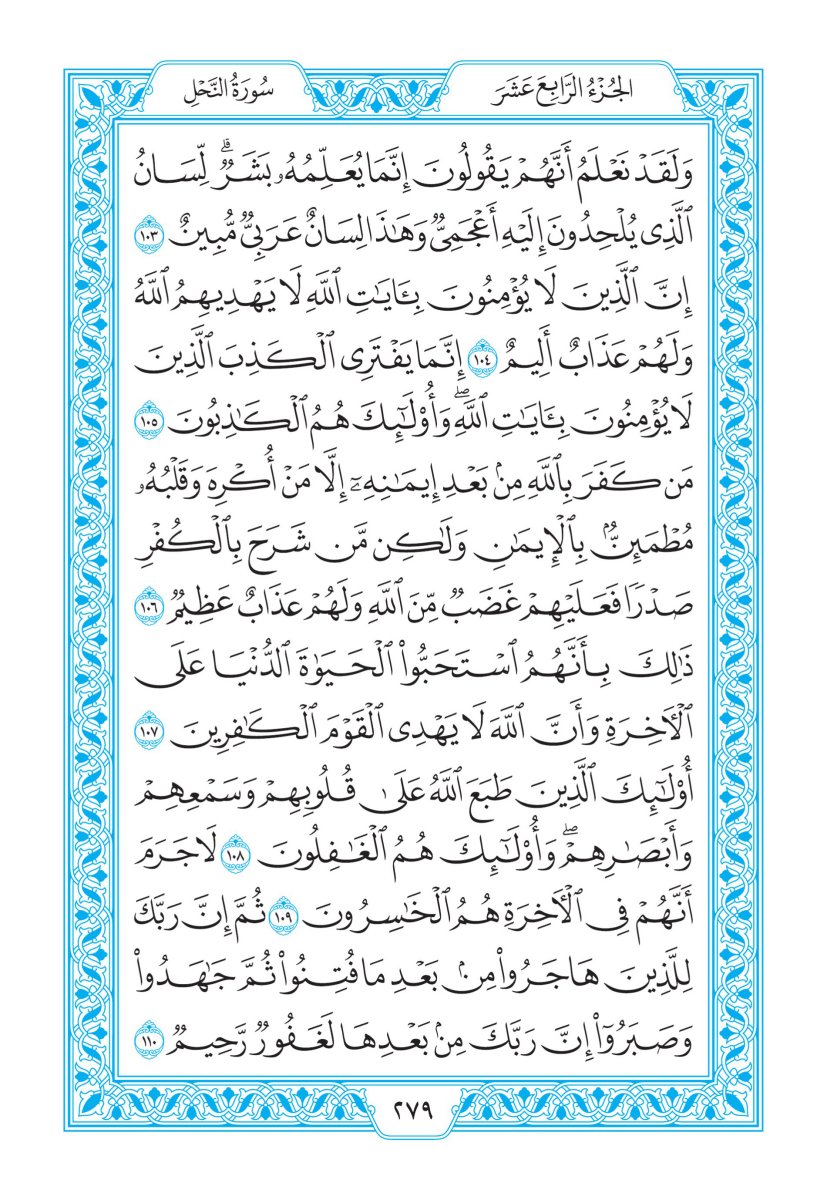 الجُزْءُ الرَّابِعَ عَشَرَ
سُورَةُ النَّحْلِ
وَلَقَدْ نَعْلَمُ أَنَّهُمْ يَقُولُونَ إِنَّمَا يُعَلِّمُهُۥ بَشَرٌۗ لِّسَانُ
ٱلَّذِى يُلْحِدُونَ إِلَيْهِ أَعْجَمِىٌّ وَهَٰذَا لِسَانٌ عَرَبِىٌّ مُّبِينٌ ١٠٣
إِنَّ ٱلَّذِينَ لَا يُؤْمِنُونَ بِـَٔايَٰتِ ٱللَّهِ لَا يَهْدِيهِمُ ٱللَّهُ
وَلَهُمْ عَذَابٌ أَلِيمٌ ١٠٤ إِنَّمَا يَفْتَرِى ٱلْكَذِبَ ٱلَّذِينَ
لَا يُؤْمِنُونَ بِـَٔايَٰتِ ٱللَّهِۖ وَأُو۟لَٰٓئِكَ هُمُ ٱلْكَٰذِبُونَ ١٠٥
مَن كَفَرَ بِٱللَّهِ مِنۢ بَعْدِ إِيمَٰنِهِۦٓ إِلَّا مَنْ أُكْرِهَ وَقَلْبُهُۥ
مُطْمَئِنٌّۢ بِٱلْإِيمَٰنِ وَلَٰكِن مَّن شَرَحَ بِٱلْكُفْرِ
صَدْرًا فَعَلَيْهِمْ غَضَبٌ مِّنَ ٱللَّهِ وَلَهُمْ عَذَابٌ عَظِيمٌ ١٠٦
ذَٰلِكَ بِأَنَّهُمُ ٱسْتَحَبُّوا۟ ٱلْحَيَوٰةَ ٱلدُّنْيَا عَلَى
ٱلْـَٔاخِرَةِ وَأَنَّ ٱللَّهَ لَا يَهْدِى ٱلْقَوْمَ ٱلْكَٰفِرِينَ ١٠٧
أُو۟لَٰٓئِكَ ٱلَّذِينَ طَبَعَ ٱللَّهُ عَلَىٰ قُلُوبِهِمْ وَسَمْعِهِمْ
وَأَبْصَٰرِهِمْۖ وَأُو۟لَٰٓئِكَ هُمُ ٱلْغَٰفِلُونَ ١٠٨ لَا جَرَمَ
أَنَّهُمْ فِى ٱلْـَٔاخِرَةِ هُمُ ٱلْخَٰسِرُونَ ١٠٩ ثُمَّ إِنَّ رَبَّكَ
لِلَّذِينَ هَاجَرُوا۟ مِنۢ بَعْدِ مَا فُتِنُوا۟ ثُمَّ جَٰهَدُوا۟
وَصَبَرُوٓا۟ إِنَّ رَبَّكَ مِنۢ بَعْدِهَا لَغَفُورٌ رَّحِيمٌ ١١٠
٢٧٩